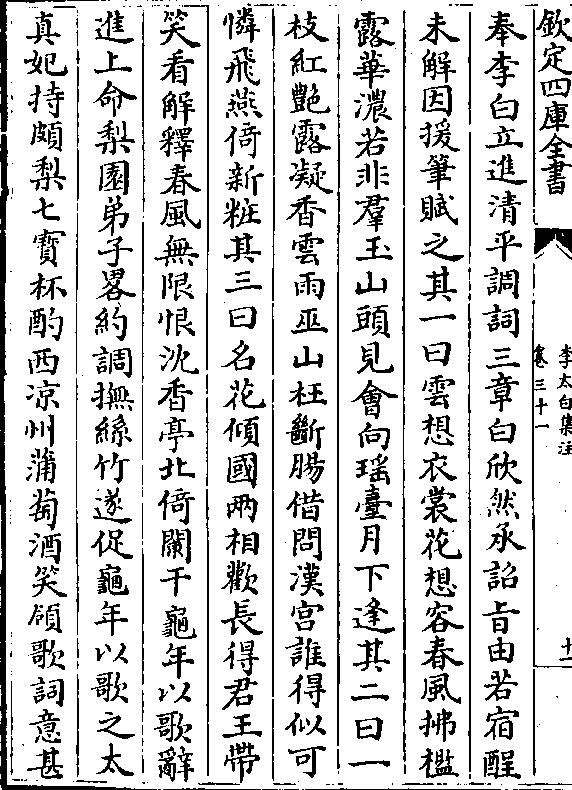 欽定四庫全書
李太白集注
卷三十一
十二
奉李白立進清平調詞三章白欣然承詔旨由若宿酲
未解因援筆賦之其一曰雲想衣裳花想容春風拂檻
露華濃若非羣玉山頭見會向瑤臺月下逢其二曰一
枝紅艷露凝香雲雨巫山枉斷腸借問漢宮誰得似可
憐飛燕倚新粧其三曰名花傾國兩相歡長得君王帶
笑看解釋春風無限恨沈香亭北倚闌干龜年以歌辭
進上命梨園弟子畧約調撫絲竹遂促龜年以歌之太
真妃持頗梨七寶杯酌西凉州蒲萄酒笑領歌詞意甚